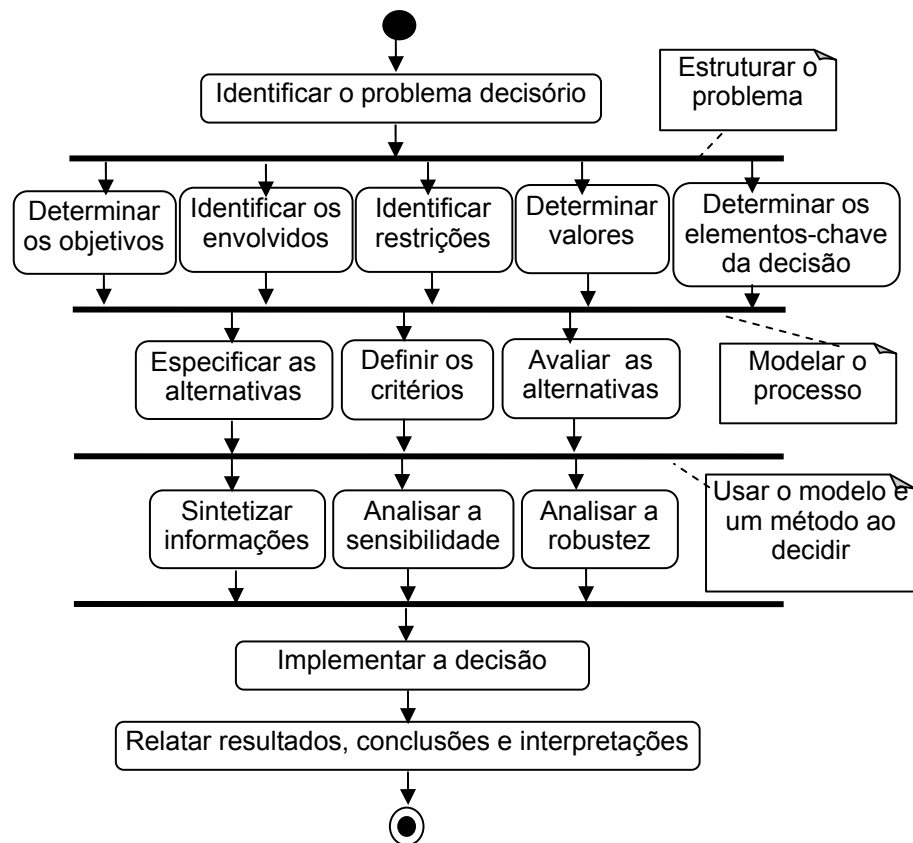 Identificar o problema decisório
Estruturar o
problema
Determinar
os objetivos
Identificar os
envolvidos
Identificar
restrições
Determinar
valores
Determinar os
elementos-chave
da decisão
Especificar as
alternativas
Definir os
critérios
Avaliar as
alternativas
Modelar o
processo
Sintetizar
informações
Analisar a
sensibilidade
Analisar a
robustez
Usar o modelo e
um método ao
decidir
Implementar a decisão
Relatar resultados, conclusões e interpretações